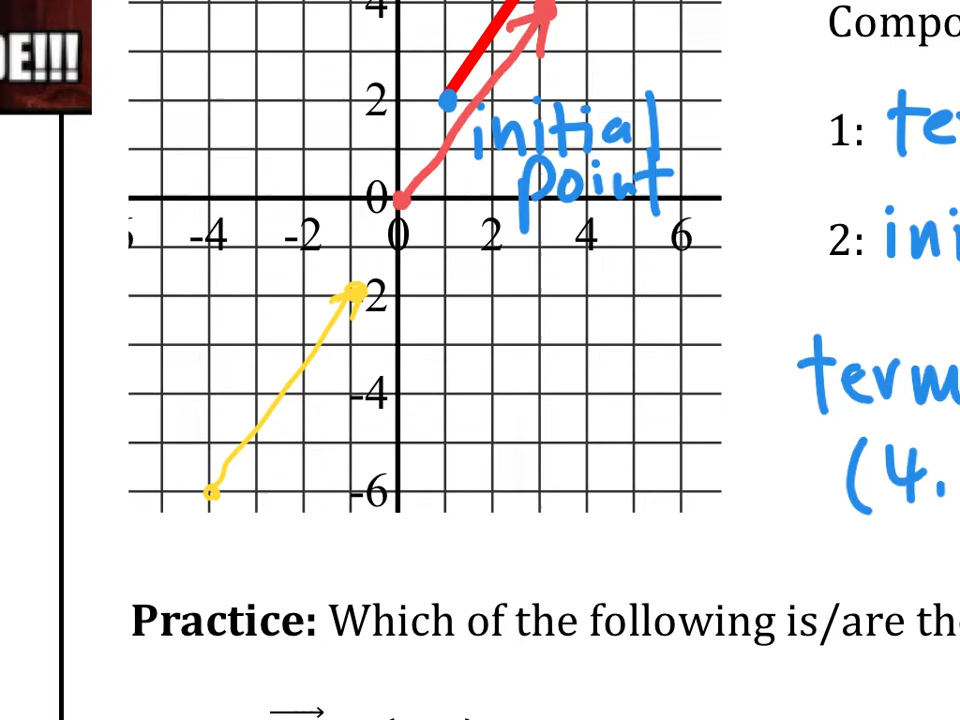 E!!!
4
Compo
2
initial
point
1: te
0
-4 -2 0 2 4 6
2: ini
-2
term
-4
(4.
-6
Practice: Which of the following is/are th